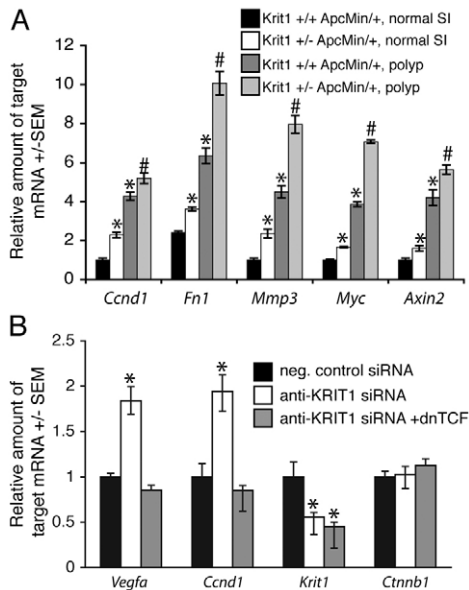 A
Krit1 +/+ ApcMin/+, normal SI
Krit1 +/- ApcMin/+, normal SI
Krit1 +/+ ApcMin/+, polyp
Krit1 +/- ApcMin/+, polyp
Relative amount of target
mRNA +/-SEM
12
10
8
6
4
2
0
* * # #
* * #
* * #
* * #
* * #
Ccnd1 Fn1 Mmp3 Myc Axin2
B
neg. control siRNA
anti-KRIT1 siRNA
anti-KRIT1 siRNA +dnTCF
Relative amount of
target mRNA +/- SEM
2.5
2
1.5
1
0.5
0
* * * *
Vegfa Ccnd1 Krit1 Ctnnb1